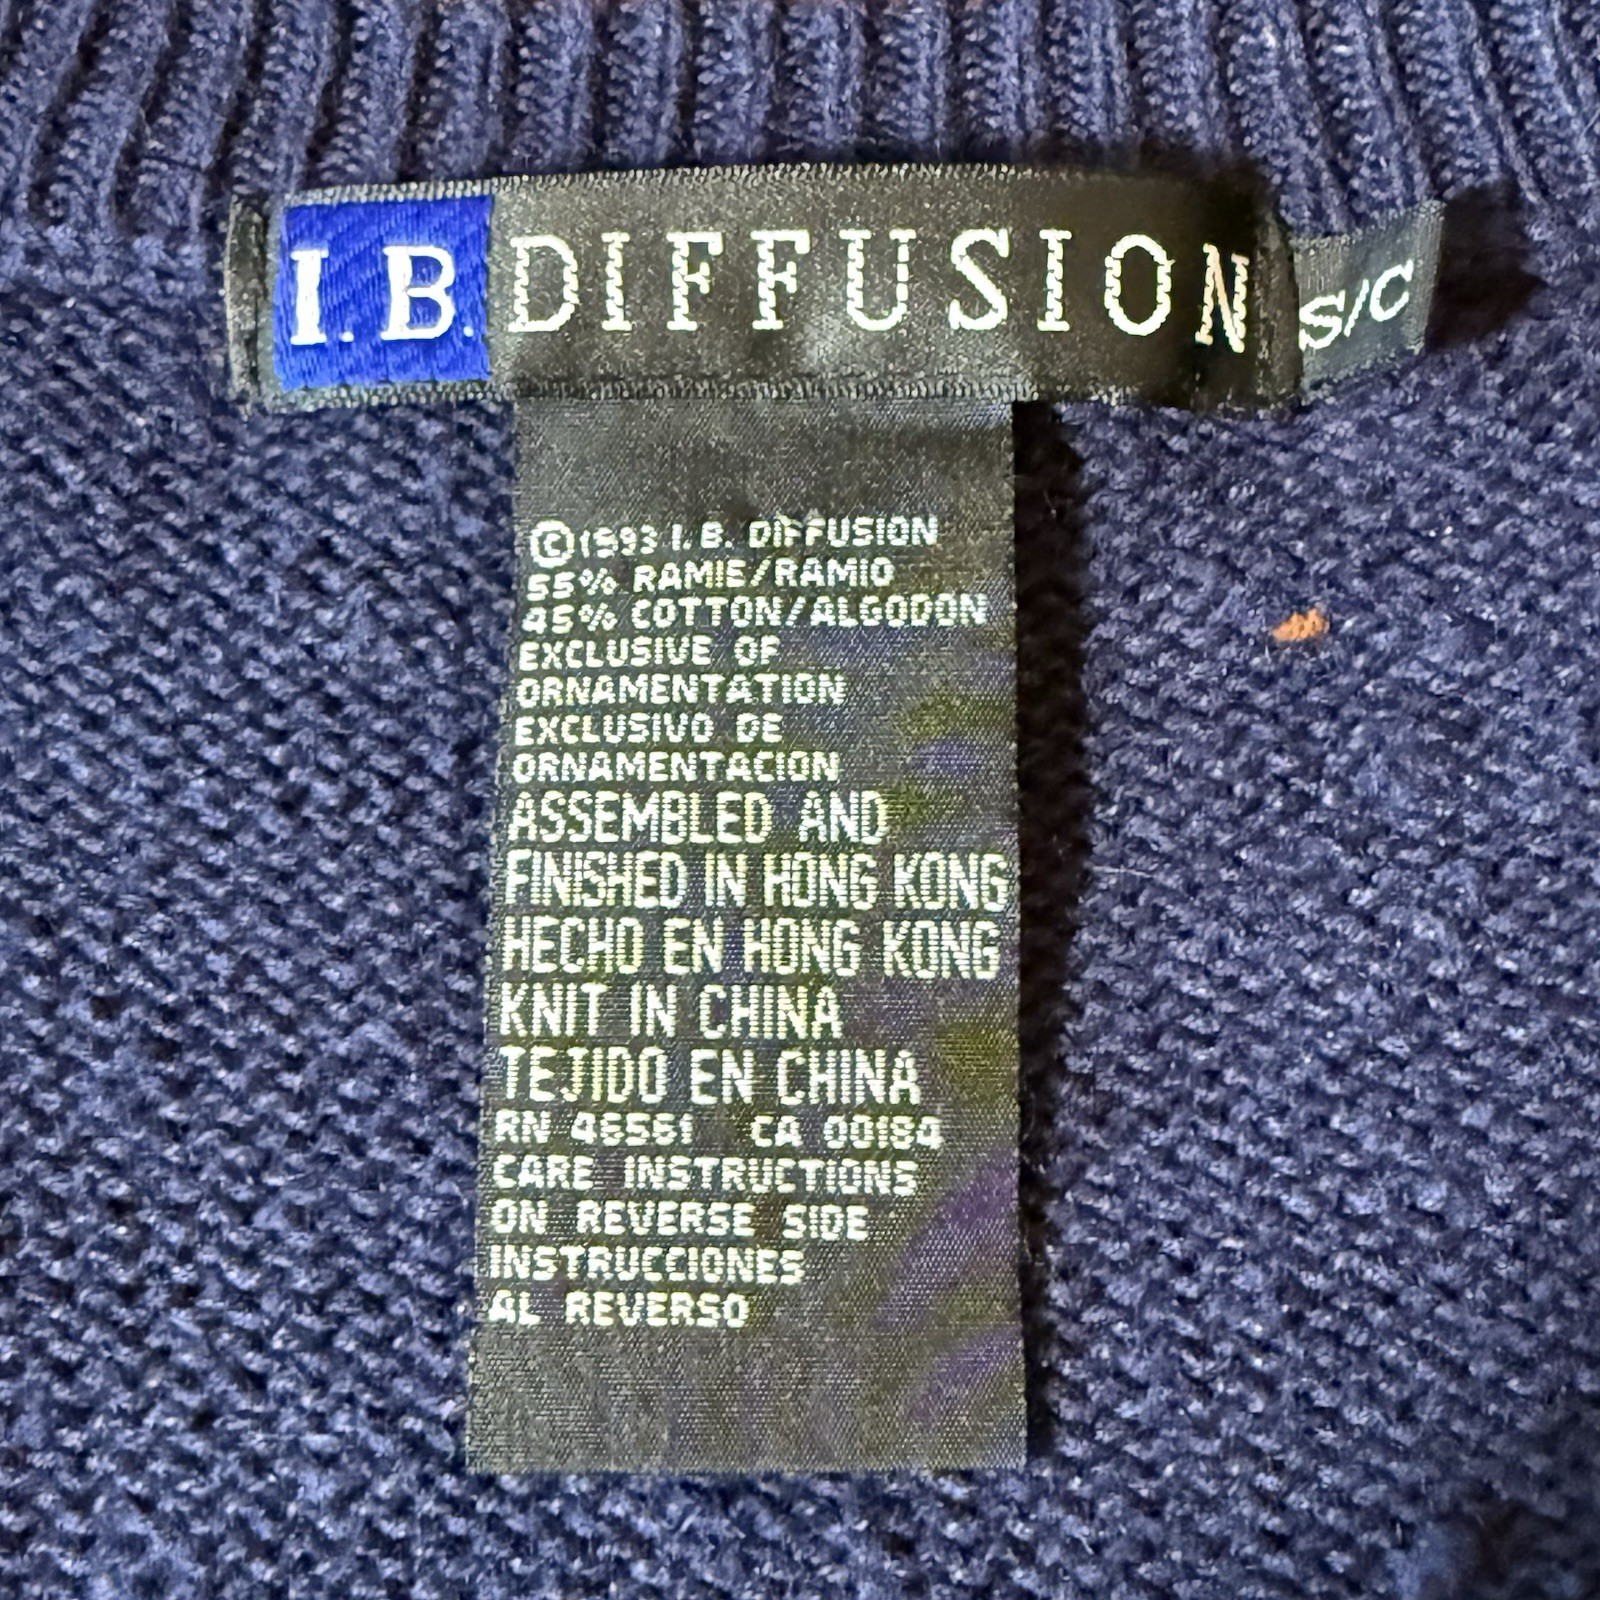 I.B. DIFFUSION S/C
©1993 I. B. DIFFUSION
55% RAMIE/RAMIO
45% COTTON/ALGODON
EXCLUSIVE OF
ORNAMENTATION
EXCLUSIVO DE
ORNAMENTACION
ASSEMBLED AND
FINISHED IN HONG KONG
HECHO EN HONG KONG
KNIT IN CHINA
TEJIDO EN CHINA
RN 46561 CA 00184
CARE INSTRUCTIONS
ON REVERSE SIDE
INSTRUCCIONES
AL REVERSO